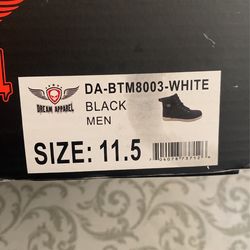 DA-BTM8003-WHITE
BLACK
MEN
DREAM APPAREL
SIZE: 11.5